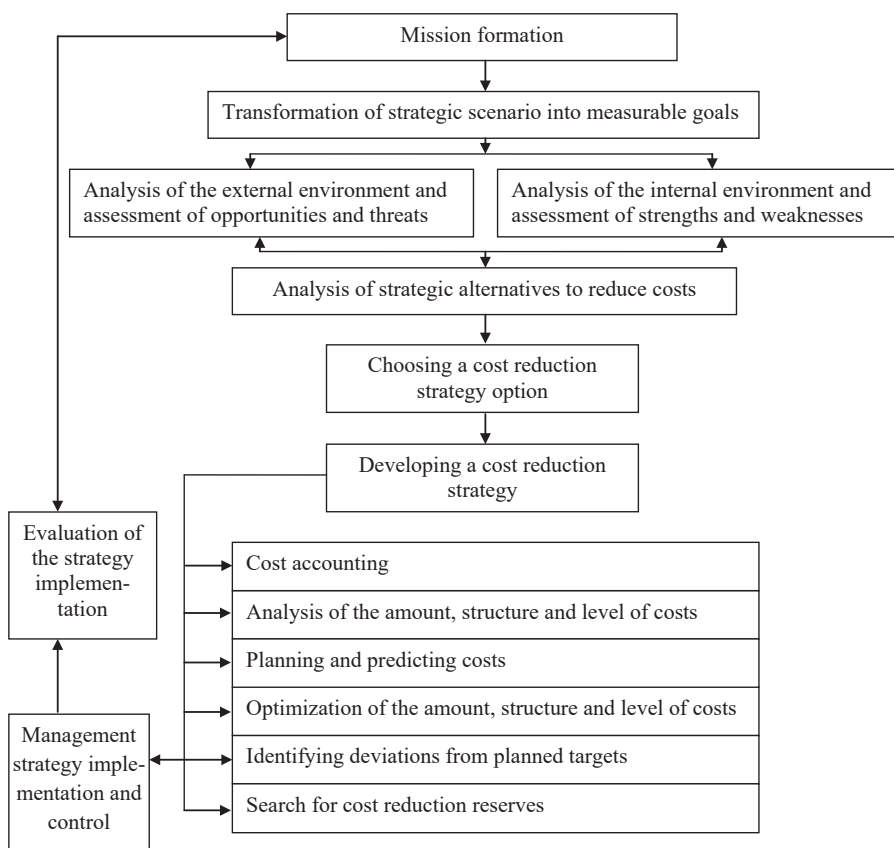 Mission formation
Transformation of strategic scenario into measurable goals
Analysis of the external environment and
assessment of opportunities and threats
Analysis of the internal environment and
assessment of strengths and weaknesses
Analysis of strategic alternatives to reduce costs
Choosing a cost reduction
strategy option
Developing a cost reduction
strategy
Evaluation of
the strategy
implemen-
tation
Cost accounting
Analysis of the amount, structure and level of costs
Planning and predicting costs
Optimization of the amount, structure and level of costs
Identifying deviations from planned targets
Search for cost reduction reserves
Management
strategy imple-
mentation and
control